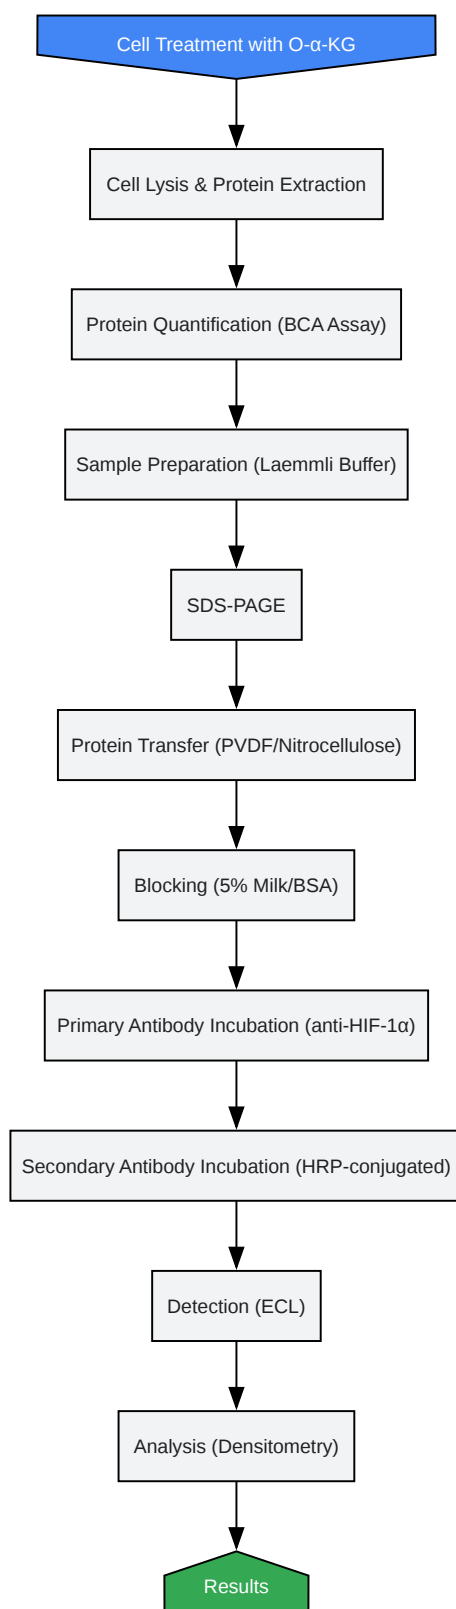 Cell Treatment with O-α-KG
Cell Lysis & Protein Extraction
Protein Quantification (BCA Assay)
Sample Preparation (Laemmli Buffer)
SDS-PAGE
Protein Transfer (PVDF/Nitrocellulose)
Blocking (5% Milk/BSA)
Primary Antibody Incubation (anti-HIF-1α)
Secondary Antibody Incubation (HRP-conjugated)
Detection (ECL)
Analysis (Densitometry)
Results